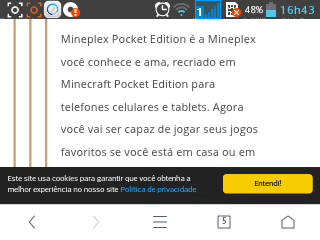 48% 16h43
Mineplex Pocket Edition é a Mineplex
você conhece e ama, recriado em
Minecraft Pocket Edition para
telefones celulares e tablets. Agora
você vai ser capaz de jogar seus jogos
favoritos se você está em casa ou em
Este site usa cookies para garantir que você obtenha a
melhor experiência no nosso site Política de privacidade
Entendi!
5